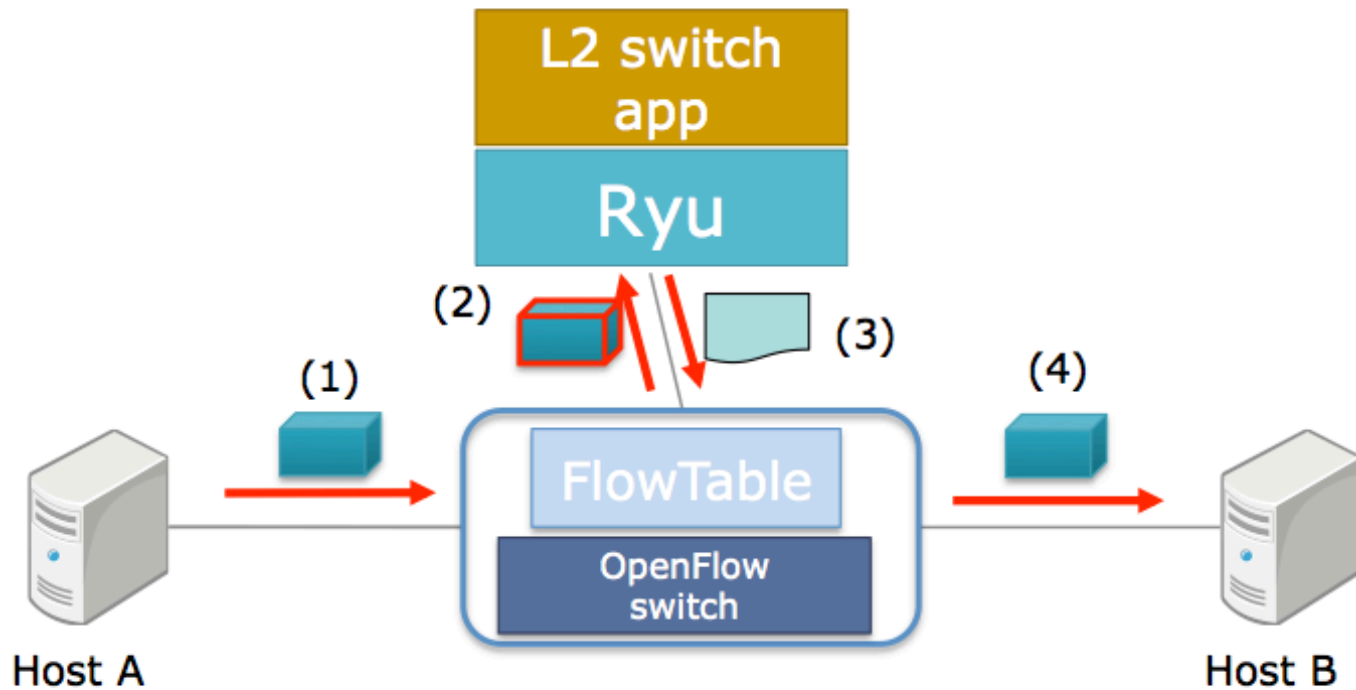 L2 switch
app
Ryu
(2)
(3)
(1)
(4)
FlowTable
OpenFlow
switch
Host A
Host B